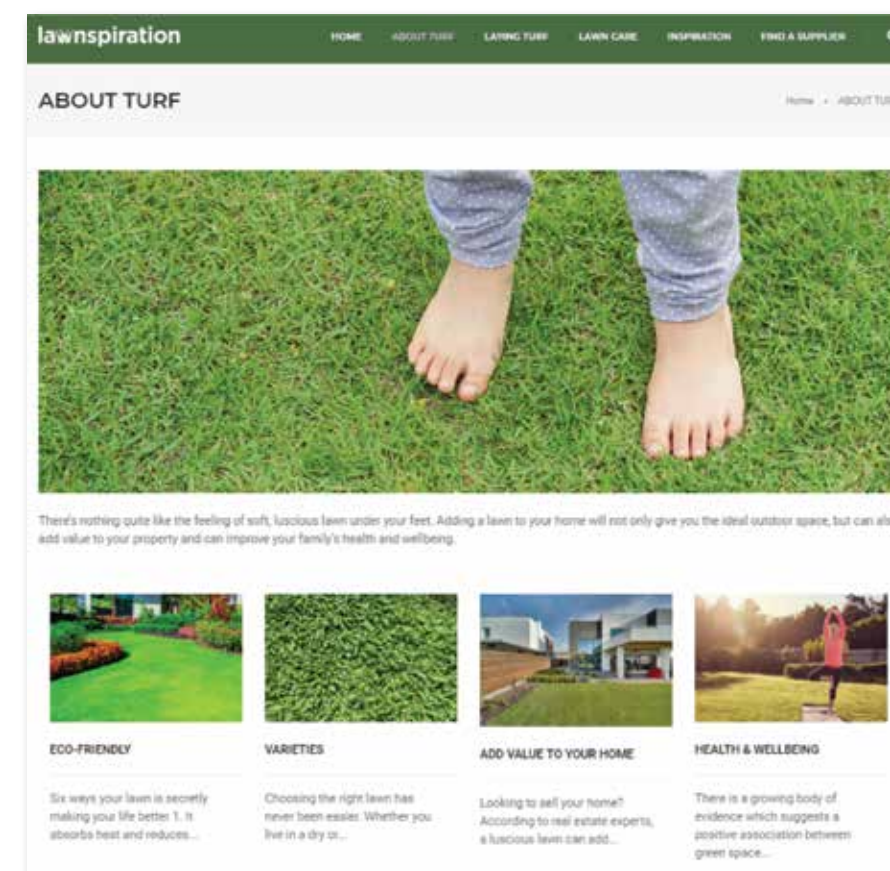 lawnspiration
HOME ABOUT TURF LAYING TURF LAWN CARE INSPIRATION FIND A SUPPLIER
ABOUT TURF
Home • ABOUT TUR
There's nothing quite like the feeling of soft, luscious lawn under your feet. Adding a lawn to your home will not only give you the ideal outdoor space, but can als
add value to your property and can improve your family's health and wellbeing.
ECO-FRIENDLY
Six ways your lawn is secretly
making your life better 1. It
absorbs heat and reduces...
VARIETIES
Choosing the right lawn has
never been easier. Whether you
live in a dry or...
ADD VALUE TO YOUR HOME
Looking to sell your home?
According to real estate experts,
a luscious lawn can add...
HEALTH & WELLBEING
There is a growing body of
evidence which suggests a
positive association between
green space...